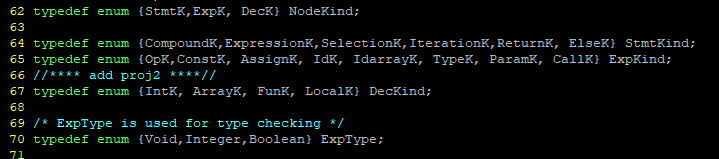 62 typedef enum {StmtK,ExpK, DecK} NodeKind;
63
64 typedef enum {CompoundK,ExpressionK,SelectionK,IterationK,ReturnK, ElseK} StmtKind;
65 typedef enum {OpK,ConstK, AssignK, IdK, IdarrayK, TypeK, ParamK, CallK} ExpKind;
66 //**** add proj2 ****//
67 typedef enum {IntK, ArrayK, FunK, LocalK} DecKind;
68
69 /* ExpType is used for type checking */
70 typedef enum {Void,Integer,Boolean} ExpType;
71